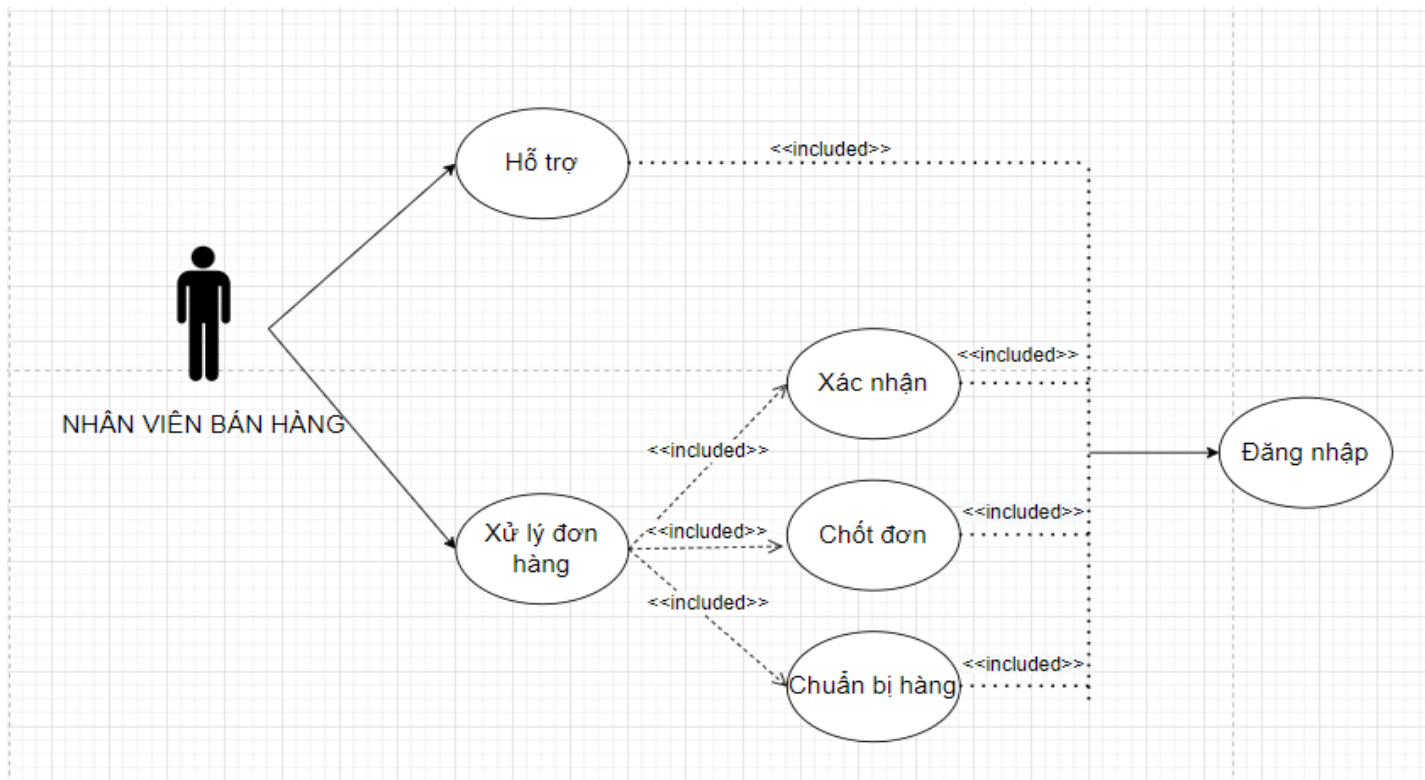 Hỗ trợ
<<included>>
NHÂN VIÊN BÁN HÀNG
Xác nhận
<<included>>
<<included>>
Đăng nhập
Xử lý đơn
hàng
<<included>>
Chốt đơn
<<included>>
<<included>>
Chuẩn bị hàng
<<included>>